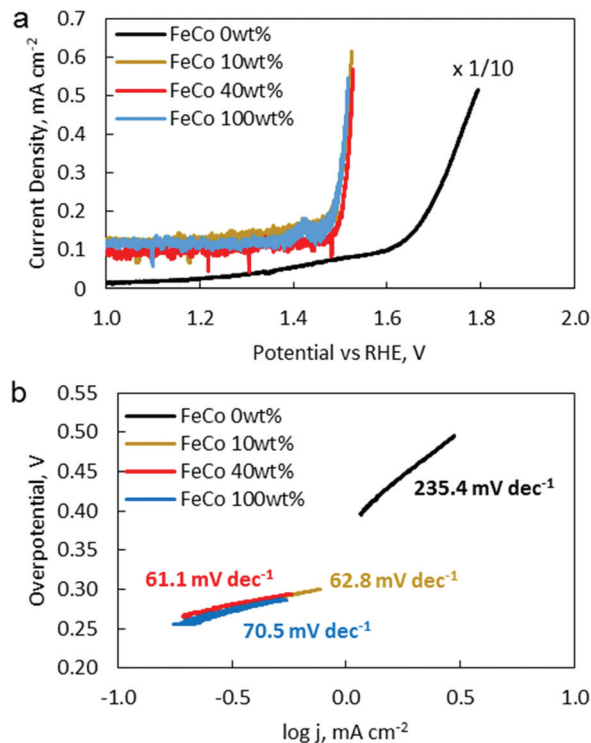 a
0.7
0.6
0.5
0.4
0.3
0.2
0.1
0
Current Density, mA cm-2
FeCo 0wt%
FeCo 10wt%
FeCo 40wt%
FeCo 100wt%
x 1/10
1.0 1.2 1.4 1.6 1.8 2.0
Potential vs RHE, V
b
0.55
0.50
0.45
0.40
0.35
0.30
0.25
0.20
Overpotential, V
FeCo 0wt%
FeCo 10wt%
FeCo 40wt%
FeCo 100wt%
235.4 mV dec-1
61.1 mV dec-1 62.8 mV dec-1
70.5 mV dec-1
-1.0 -0.5 0.0 0.5 1.0
log j, mA cm-2